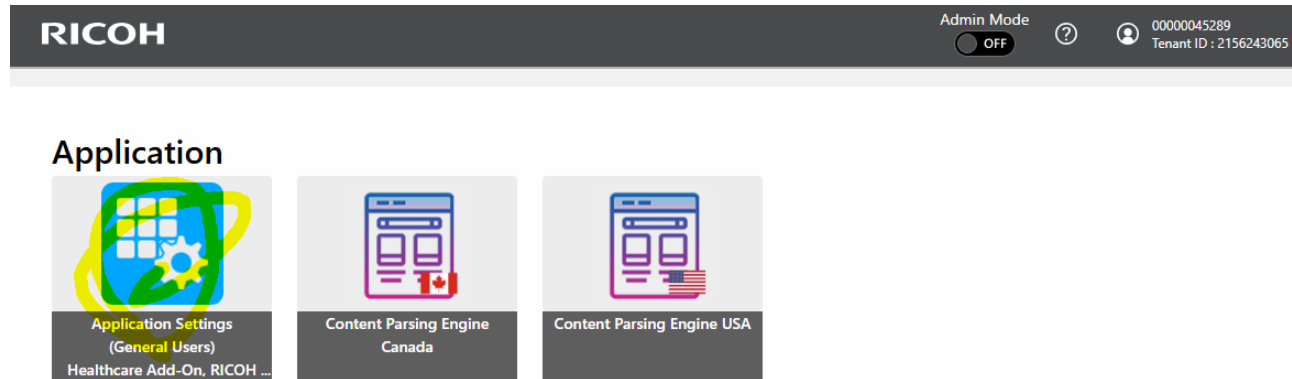 RICOH
Admin Mode
OFF
?
00000045289
Tenant ID : 2156243065
Application
Application Settings
(General Users)
Healthcare Add-On, RICOH ...
Content Parsing Engine
Canada
Content Parsing Engine USA